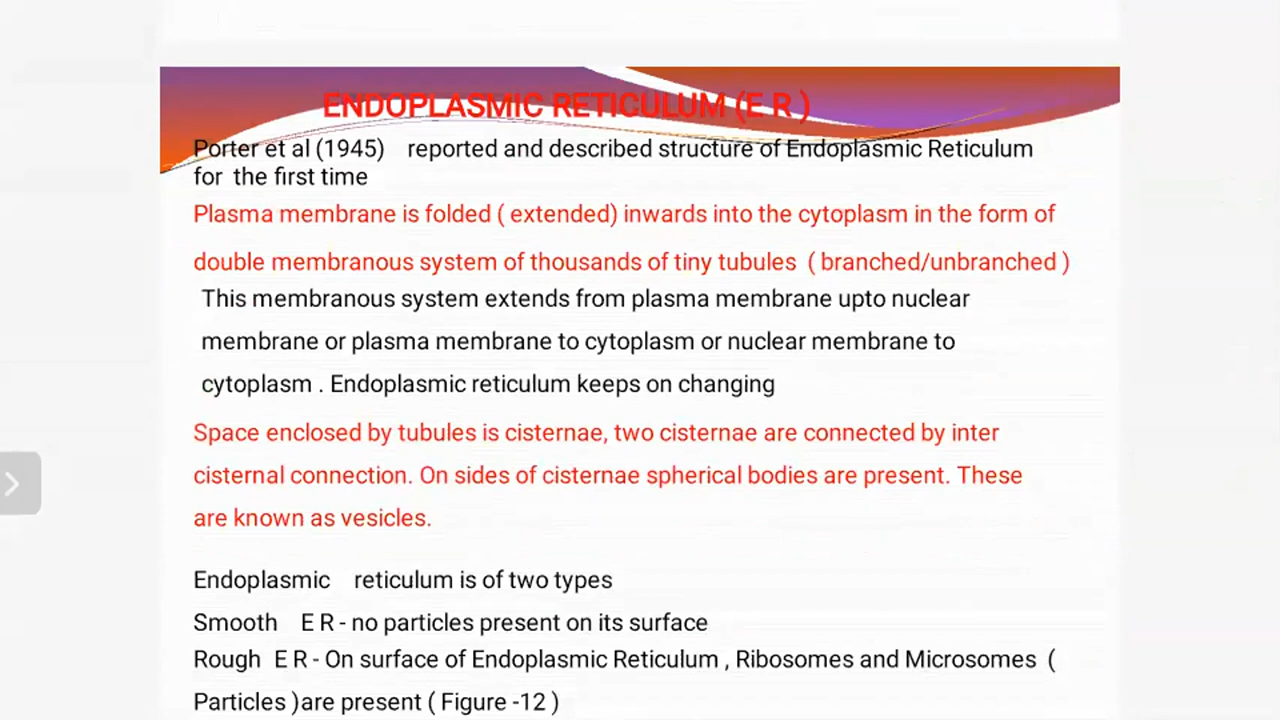 ENDOPLASMIC RETICULUM (E R )
Porter et al (1945) reported and described structure of Endoplasmic Reticulum
for the first time
Plasma membrane is folded ( extended) inwards into the cytoplasm in the form of
double membranous system of thousands of tiny tubules ( branched/unbranched )
This membranous system extends from plasma membrane upto nuclear
membrane or plasma membrane to cytoplasm or nuclear membrane to
cytoplasm . Endoplasmic reticulum keeps on changing
Space enclosed by tubules is cisternae, two cisternae are connected by inter
cisternal connection. On sides of cisternae spherical bodies are present. These
are known as vesicles.
Endoplasmic reticulum is of two types
Smooth E R - no particles present on its surface
Rough E R - On surface of Endoplasmic Reticulum , Ribosomes and Microsomes (
Particles )are present ( Figure -12 )